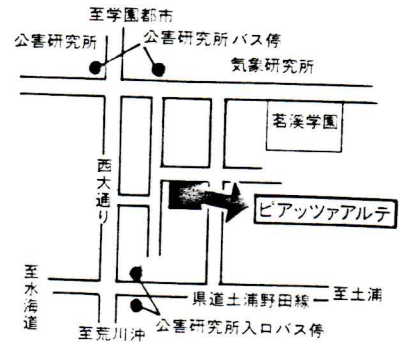 至学園都市
公害研究所
公害研究所バス停
気象研究所
茗溪学園
西大通り
ピアッツァアルテ
至水海道
県道土浦野田線
至土浦
至荒川沖
公害研究所入口バス停